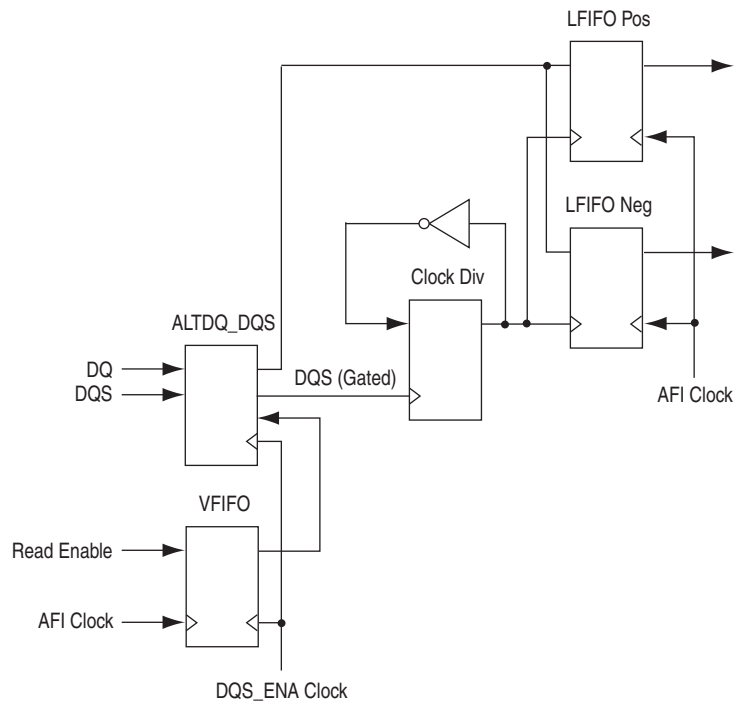 LFIFO Pos
LFIFO Neg
Clock Div
ALTDQ_DQS
DQ
DQS
DQS (Gated)
AFI Clock
VFIFO
Read Enable
AFI Clock
DQS_ENA Clock